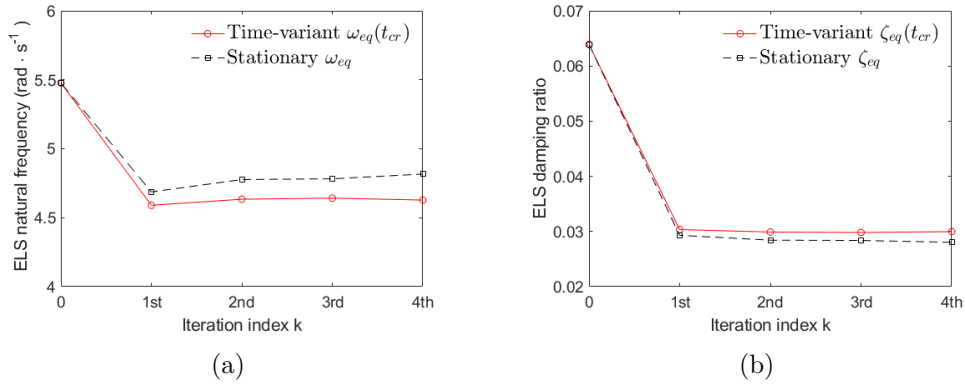 6
5.5
5
4.5
4
ELS natural frequency (rad · s⁻¹)
Time-variant ω_eq(t_cr)
Stationary ω_eq
0 1st 2nd 3rd 4th
Iteration index k
(a)
0.07
0.06
0.05
0.04
0.03
0.02
ELS damping ratio
Time-variant ζ_eq(t_cr)
Stationary ζ_eq
0 1st 2nd 3rd 4th
Iteration index k
(b)